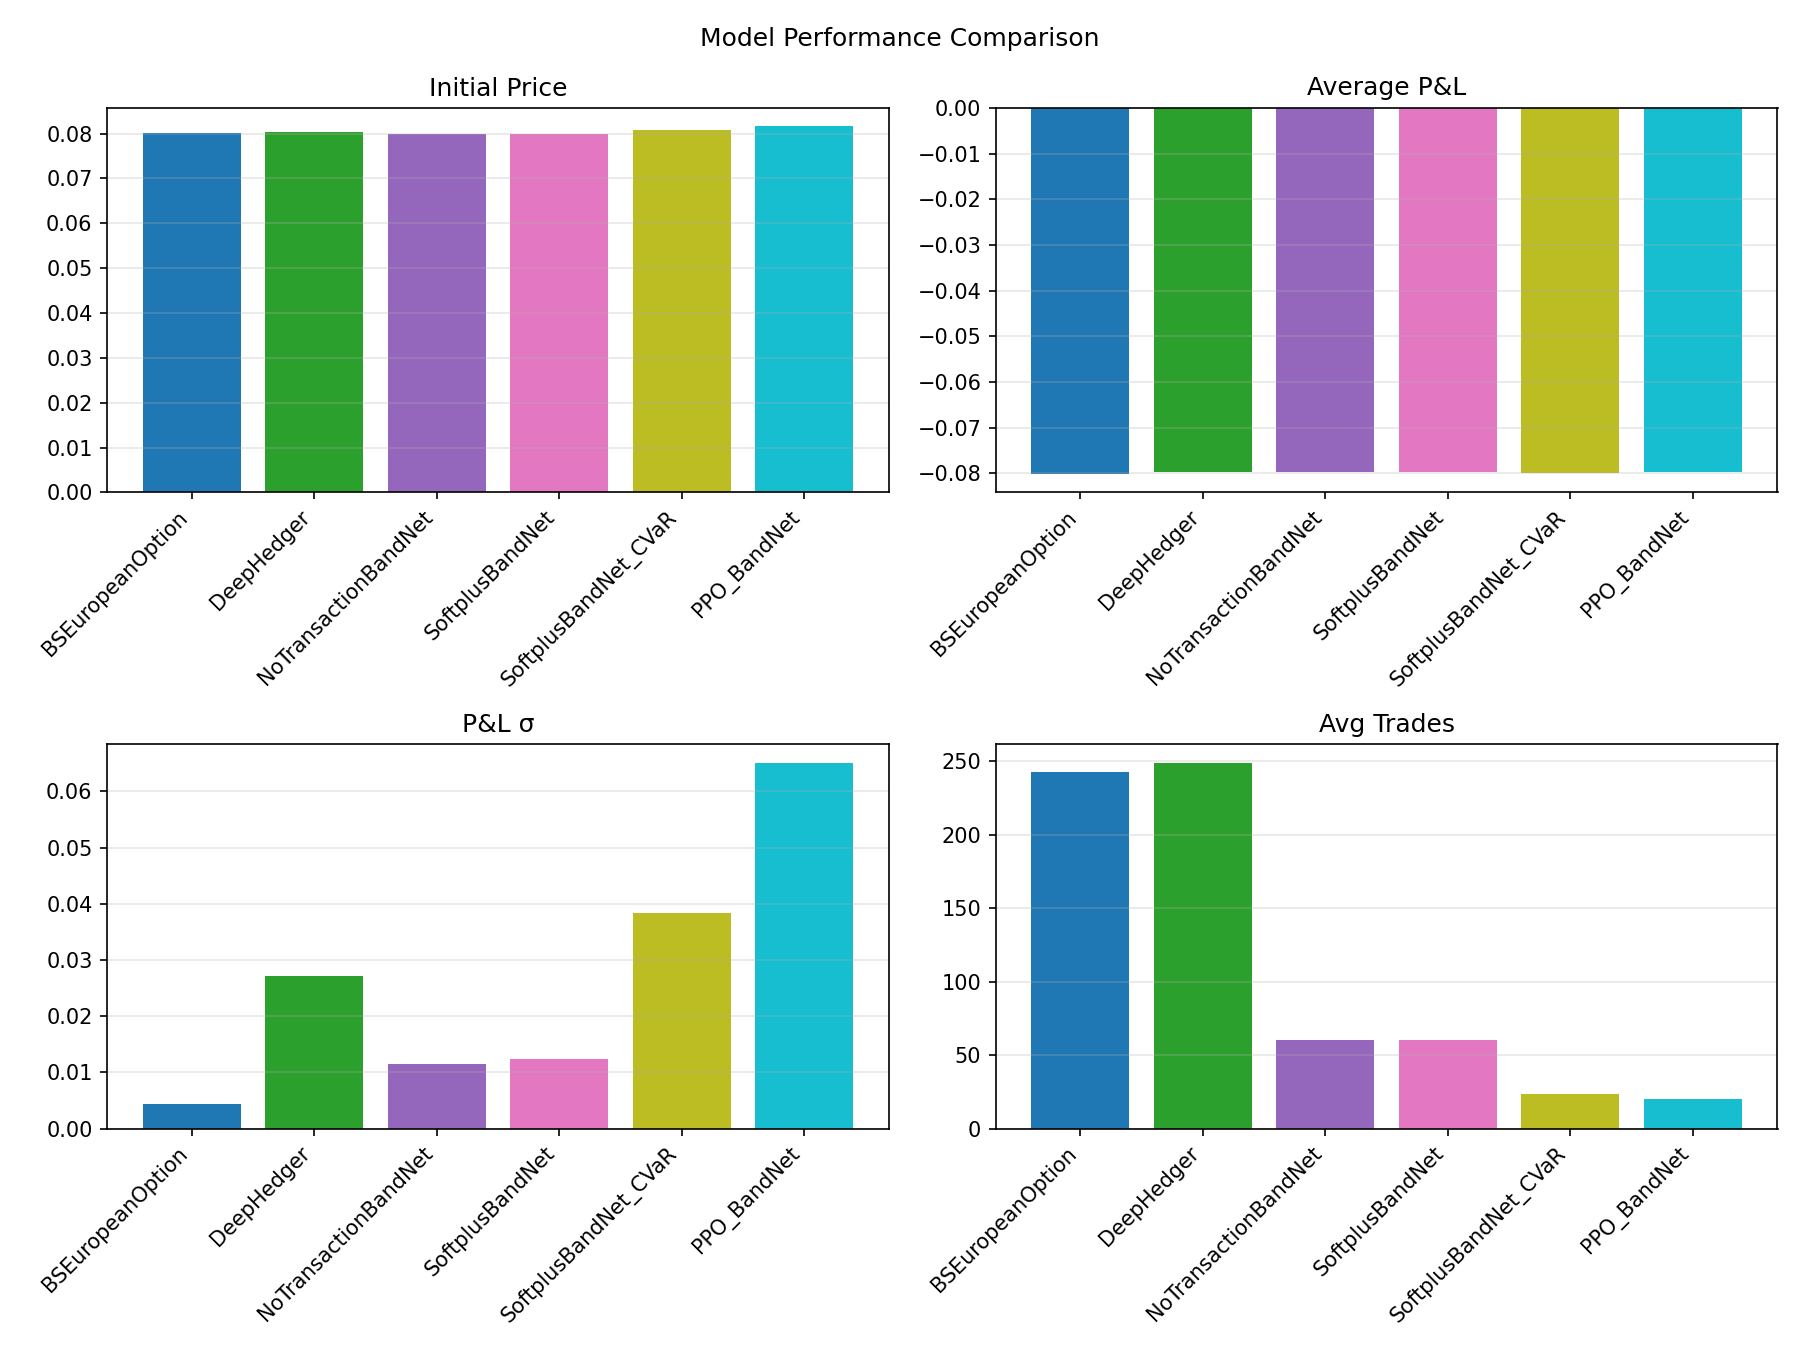 Model Performance Comparison
Initial Price
0.08
0.07
0.06
0.05
0.04
0.03
0.02
0.01
0.00
BSEuropeanOption
DeepHedger
NoTransactionBandNet
SoftplusBandNet
SoftplusBandNet_CVaR
PPO_BandNet
Average P&L
0.00
−0.01
−0.02
−0.03
−0.04
−0.05
−0.06
−0.07
−0.08
BSEuropeanOption
DeepHedger
NoTransactionBandNet
SoftplusBandNet
SoftplusBandNet_CVaR
PPO_BandNet
P&L σ
0.06
0.05
0.04
0.03
0.02
0.01
0.00
BSEuropeanOption
DeepHedger
NoTransactionBandNet
SoftplusBandNet
SoftplusBandNet_CVaR
PPO_BandNet
Avg Trades
250
200
150
100
50
0
BSEuropeanOption
DeepHedger
NoTransactionBandNet
SoftplusBandNet
SoftplusBandNet_CVaR
PPO_BandNet